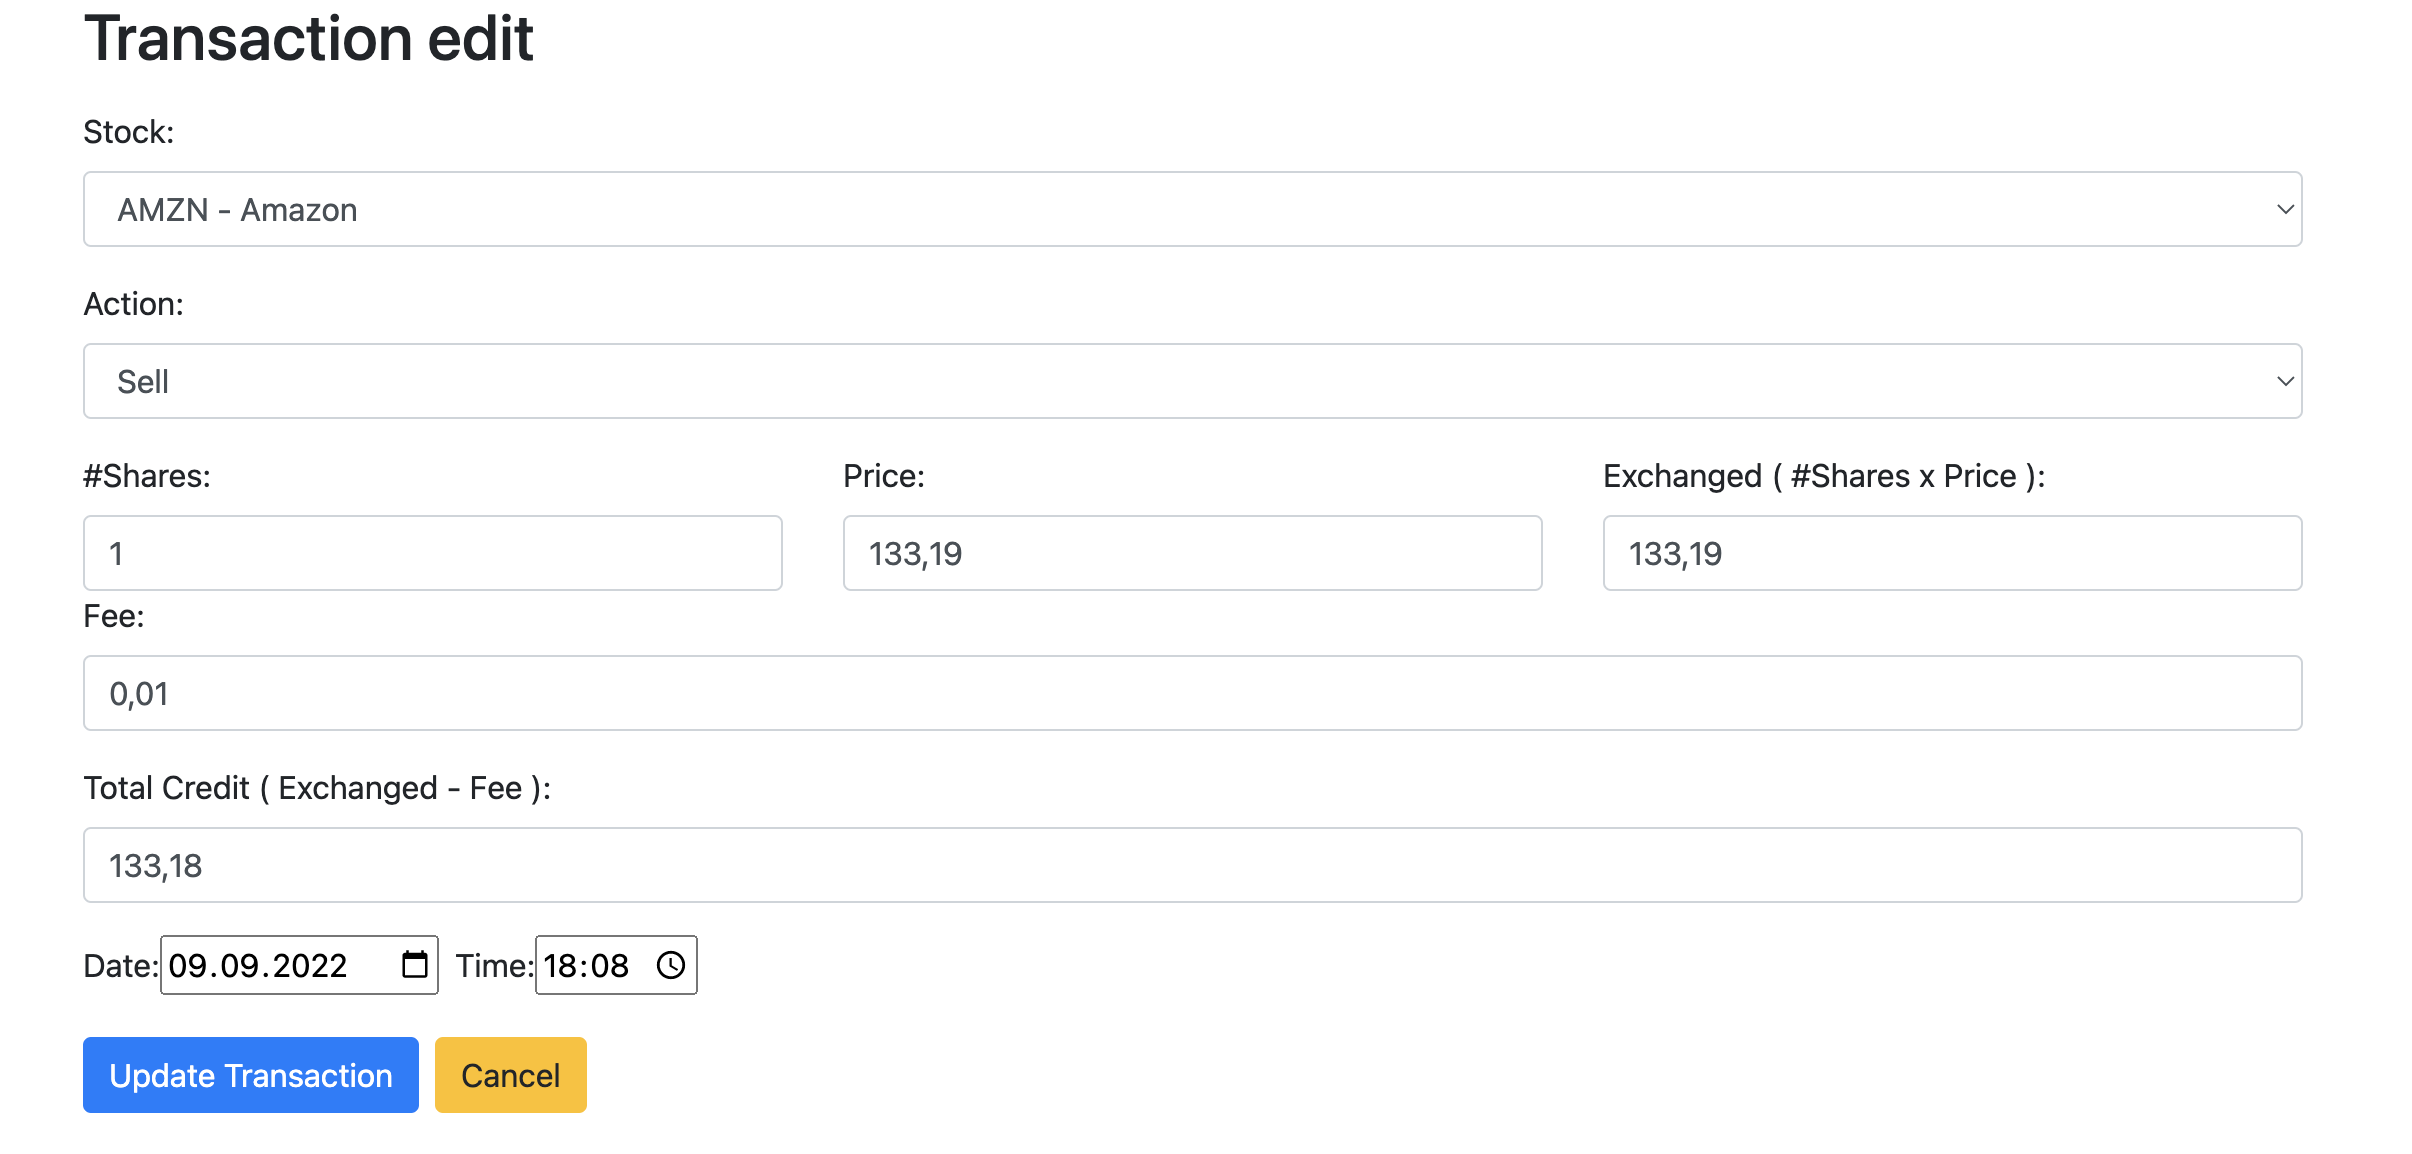 Transaction edit
Stock:
AMZN - Amazon
Action:
Sell
#Shares: Price: Exchanged ( #Shares x Price ):
1 133,19 133,19
Fee:
0,01
Total Credit ( Exchanged - Fee ):
133,18
Date: 09.09.2022 Time: 18:08
Update Transaction Cancel